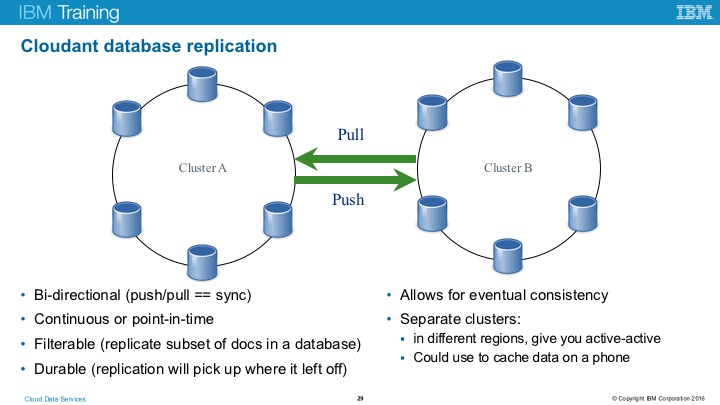 IBM Training
IBM
Cloudant database replication
Pull
Cluster A
Cluster B
Push
• Bi-directional (push/pull == sync)
• Continuous or point-in-time
• Filterable (replicate subset of docs in a database)
• Durable (replication will pick up where it left off)
• Allows for eventual consistency
• Separate clusters:
▪ in different regions, give you active-active
▪ Could use to cache data on a phone
Cloud Data Services
29
© Copyright IBM Corporation 2016